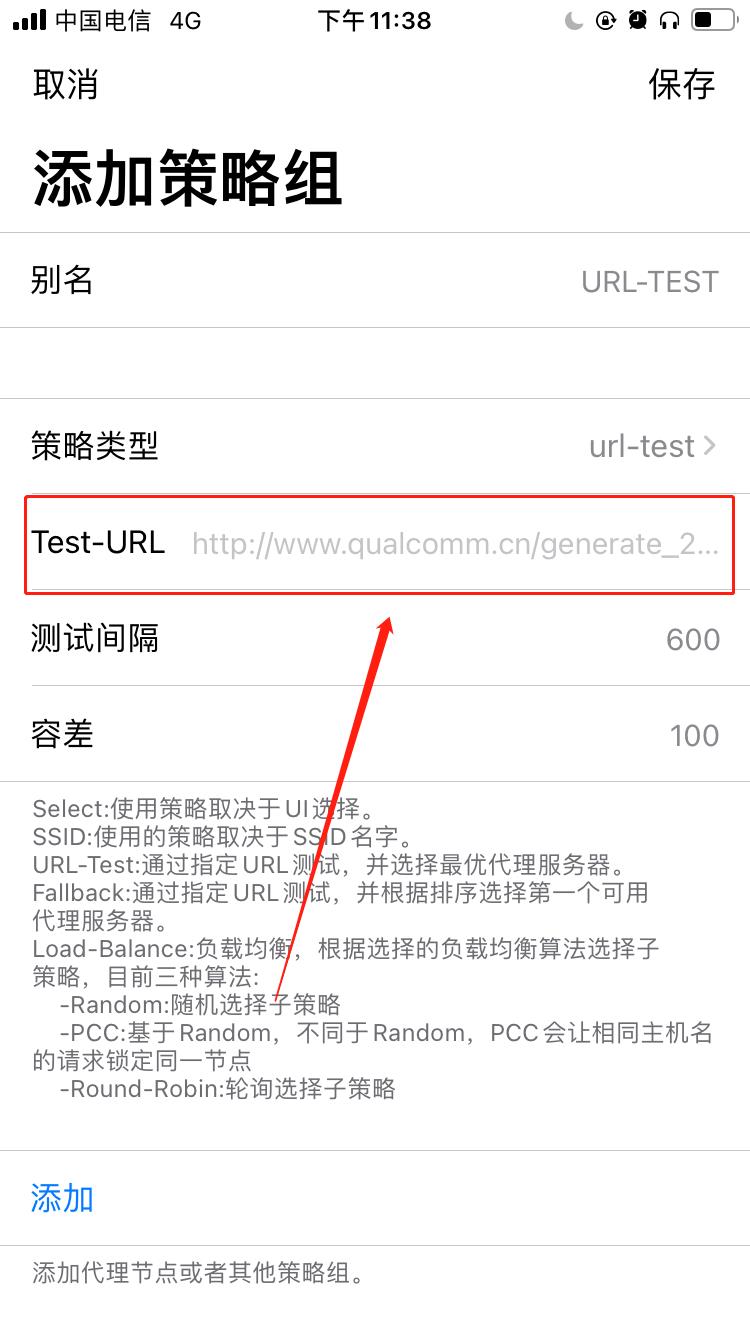 中国电信 4G 下午11:38
取消 保存
添加策略组
别名 URL-TEST
策略类型 url-test
Test-URL http://www.qualcomm.cn/generate_2...
测试间隔 600
容差 100
Select:使用策略取决于UI选择。
SSID:使用的策略取决于SSID名字。
URL-Test:通过指定URL测试，并选择最优代理服务器。
Fallback:通过指定URL测试，并根据排序选择第一个可用
代理服务器。
Load-Balance:负载均衡，根据选择的负载均衡算法选择子
策略，目前三种算法:
-Random:随机选择子策略
-PCC:基于Random，不同于Random，PCC会让相同主机名
的请求锁定同一节点
-Round-Robin:轮询选择子策略
添加
添加代理节点或者其他策略组。